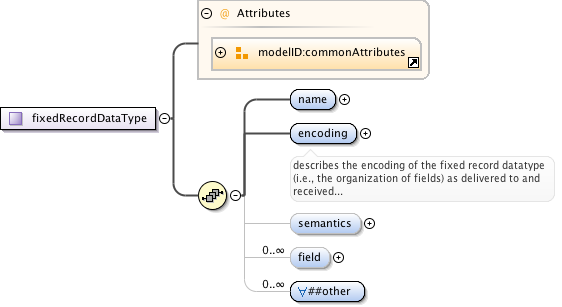 @ Attributes
modelID:commonAttributes
fixedRecordDataType
name
encoding
describes the encoding of the fixed record datatype
(i.e., the organization of fields) as delivered to and
received...
semantics
0..∞
field
0..∞
∀##other